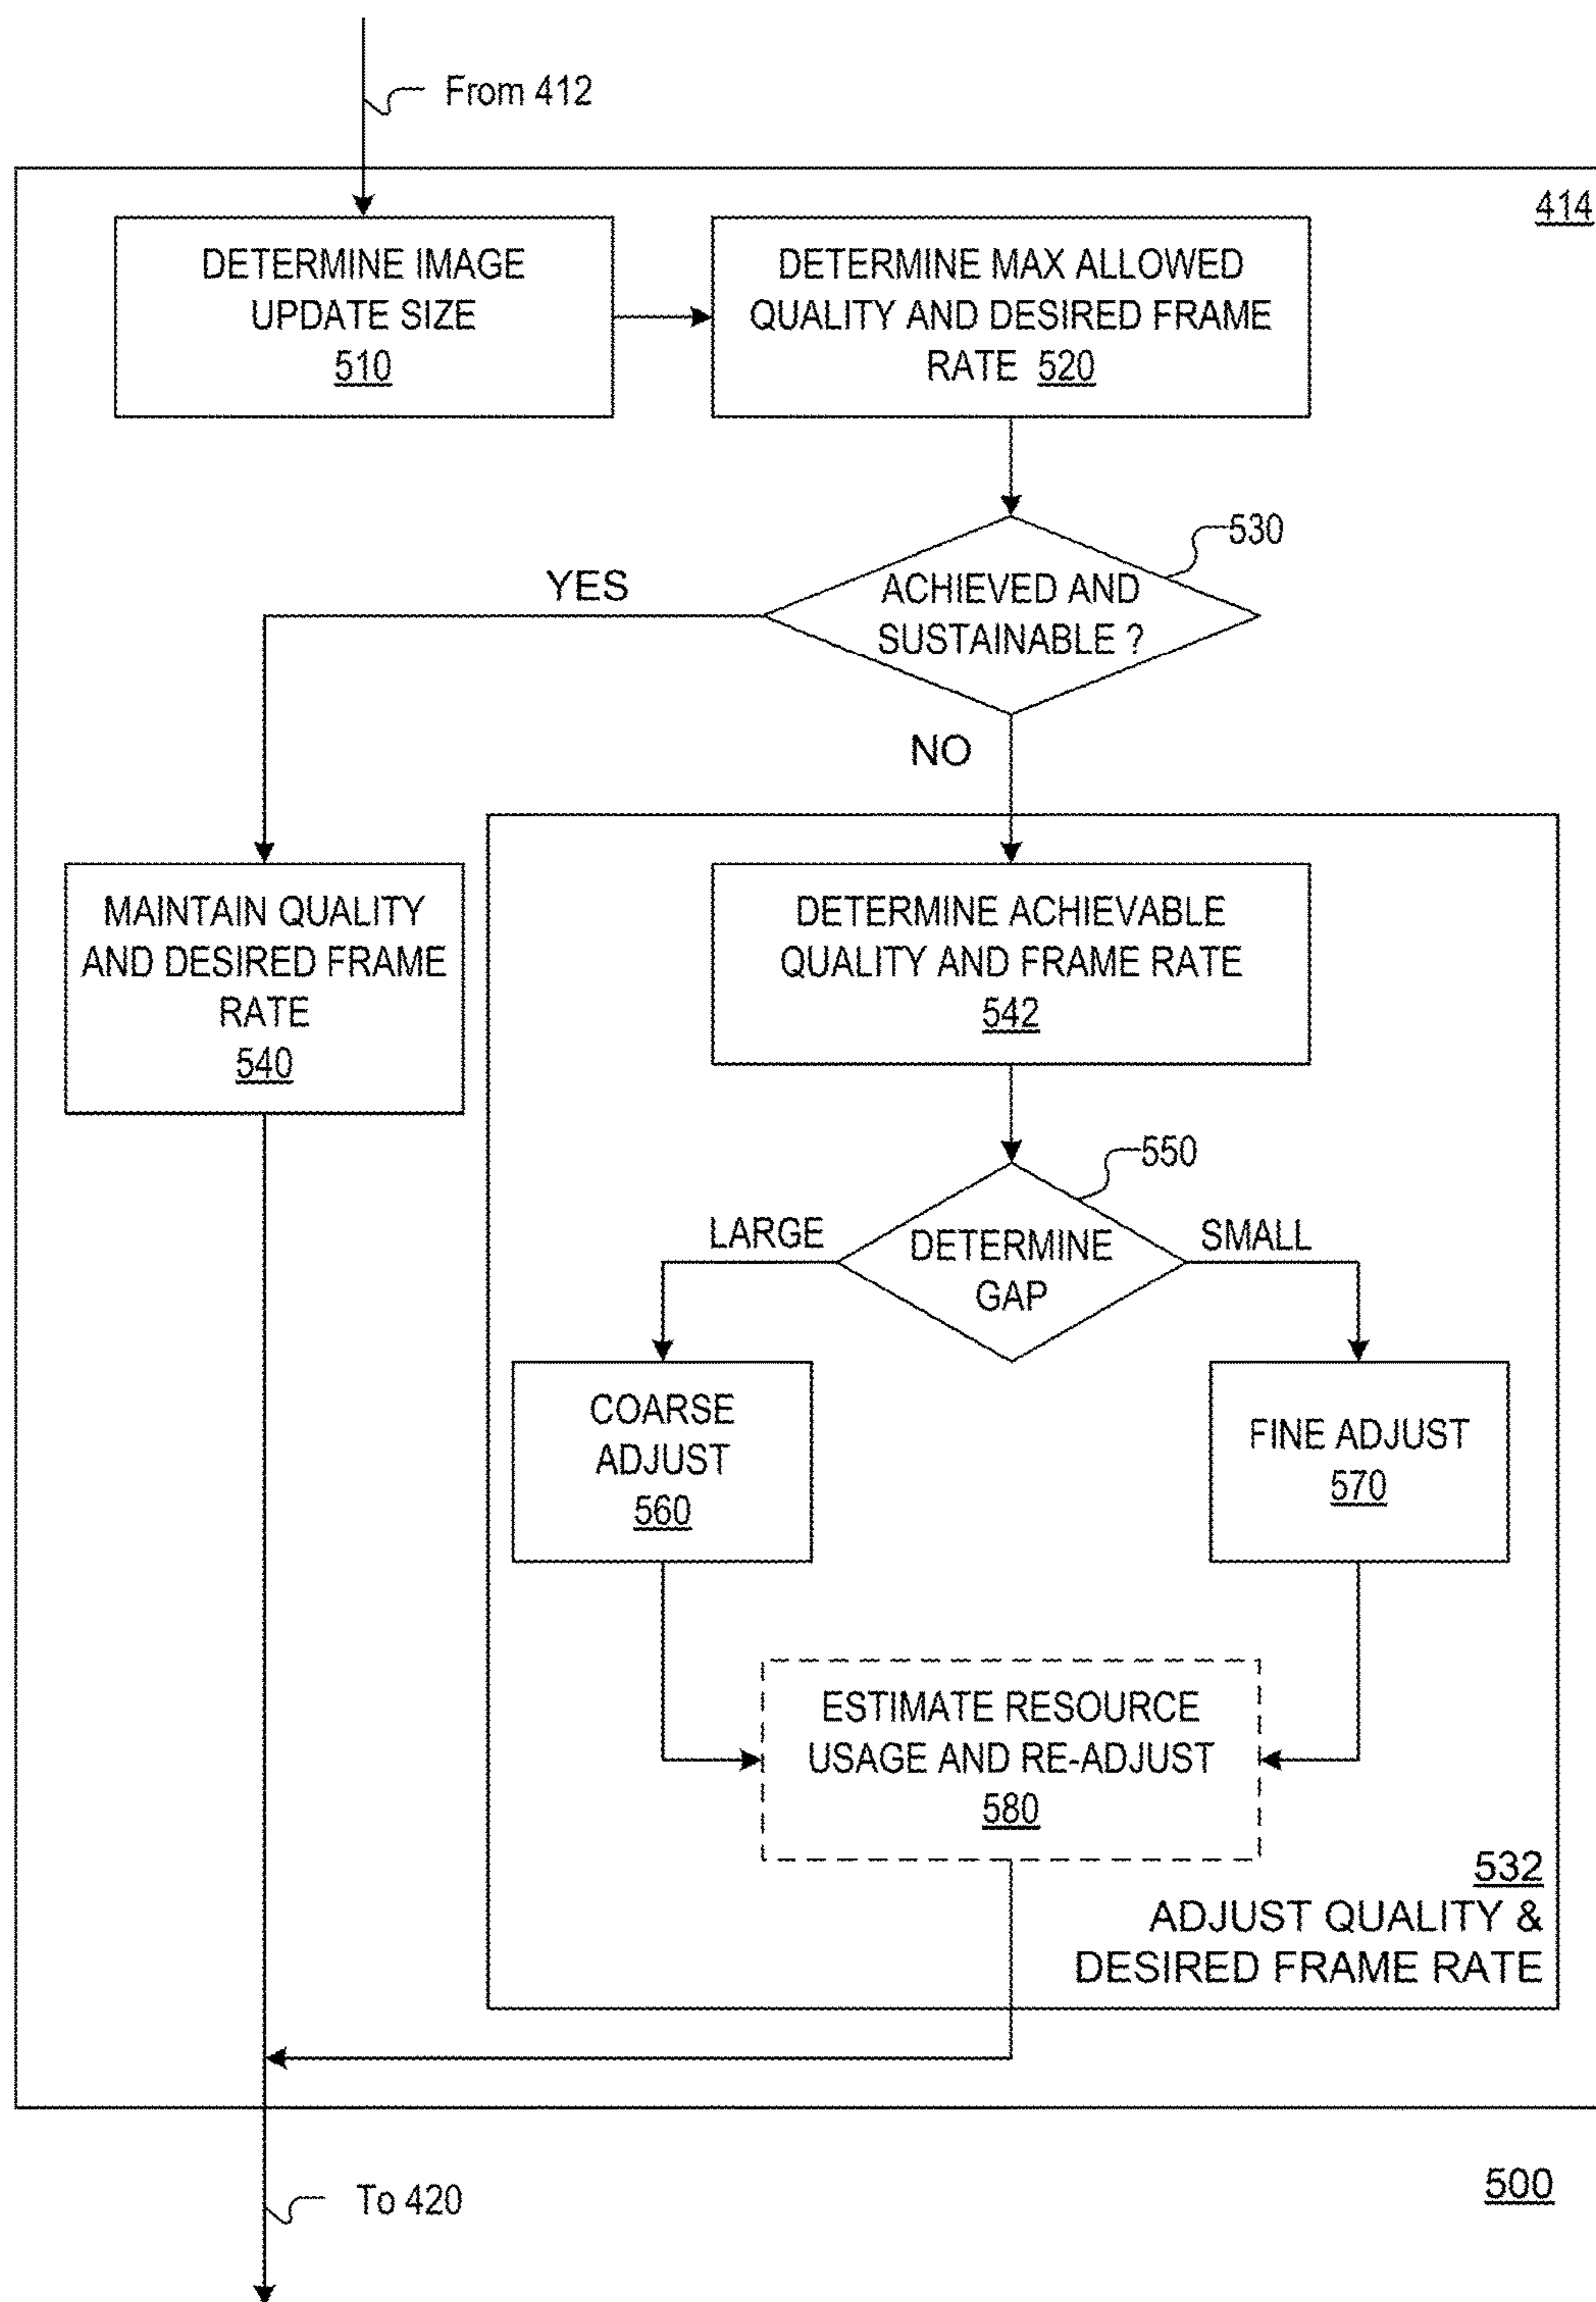 From 412
414
DETERMINE IMAGE
UPDATE SIZE
510
DETERMINE MAX ALLOWED
QUALITY AND DESIRED FRAME
RATE 520
530
ACHIEVED AND
SUSTAINABLE ?
YES
NO
MAINTAIN QUALITY
AND DESIRED FRAME
RATE
540
DETERMINE ACHIEVABLE
QUALITY AND FRAME RATE
542
550
LARGE
DETERMINE
GAP
SMALL
COARSE
ADJUST
560
FINE ADJUST
570
ESTIMATE RESOURCE
USAGE AND RE-ADJUST
580
532
ADJUST QUALITY &
DESIRED FRAME RATE
500
To 420